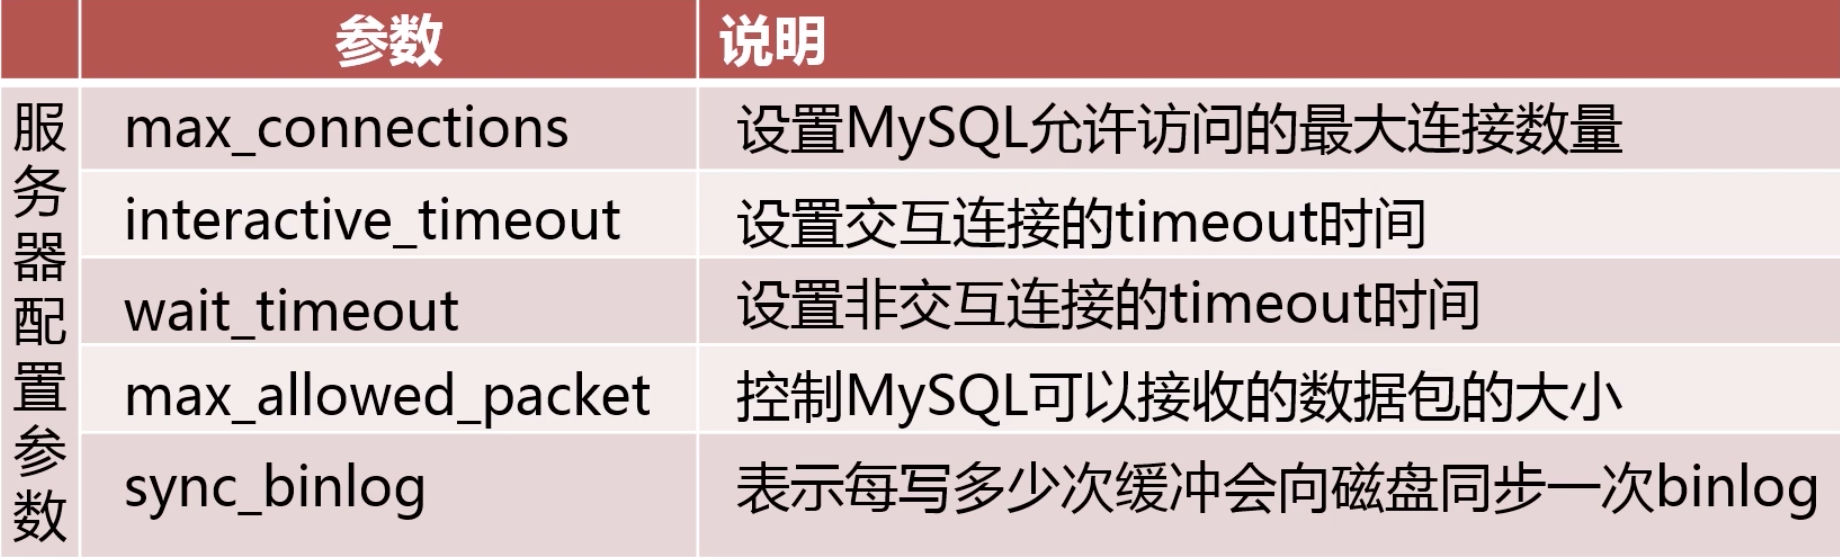 参数 说明
服务器配置参数
max_connections 设置MySQL允许访问的最大连接数量
interactive_timeout 设置交互连接的timeout时间
wait_timeout 设置非交互连接的timeout时间
max_allowed_packet 控制MySQL可以接收的数据包的大小
sync_binlog 表示每写多少次缓冲会向磁盘同步一次binlog